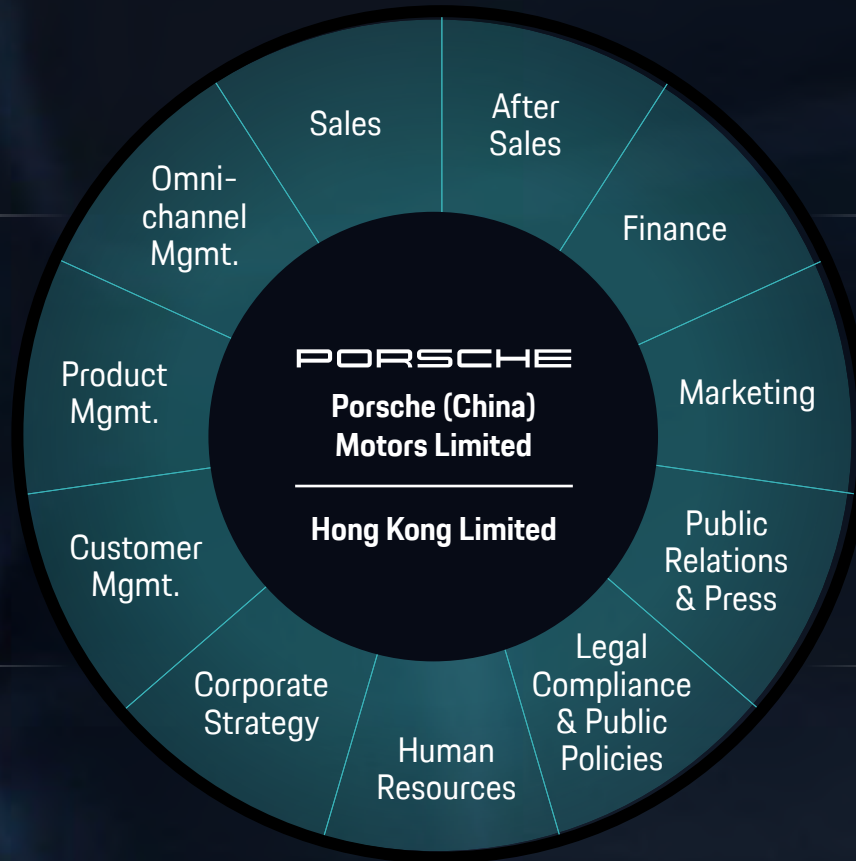 Sales
After
Sales
Finance
Marketing
Public
Relations
& Press
Legal
Compliance
& Public
Policies
Human
Resources
Corporate
Strategy
Customer
Mgmt.
Product
Mgmt.
Omni-
channel
Mgmt.
PORSCHE
Porsche (China)
Motors Limited
Hong Kong Limited